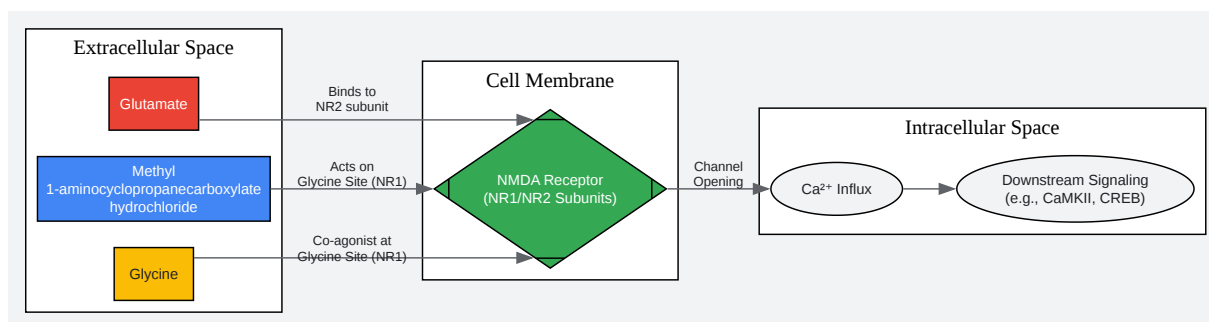 Extracellular Space
Glutamate
Methyl
1-aminocyclopropanecarboxylate
hydrochloride
Glycine
Binds to
NR2 subunit
Acts on
Glycine Site (NR1)
Co-agonist at
Glycine Site (NR1)
Cell Membrane
NMDA Receptor
(NR1/NR2 Subunits)
Channel
Opening
Intracellular Space
Ca²⁺ Influx
Downstream Signaling
(e.g., CaMKII, CREB)